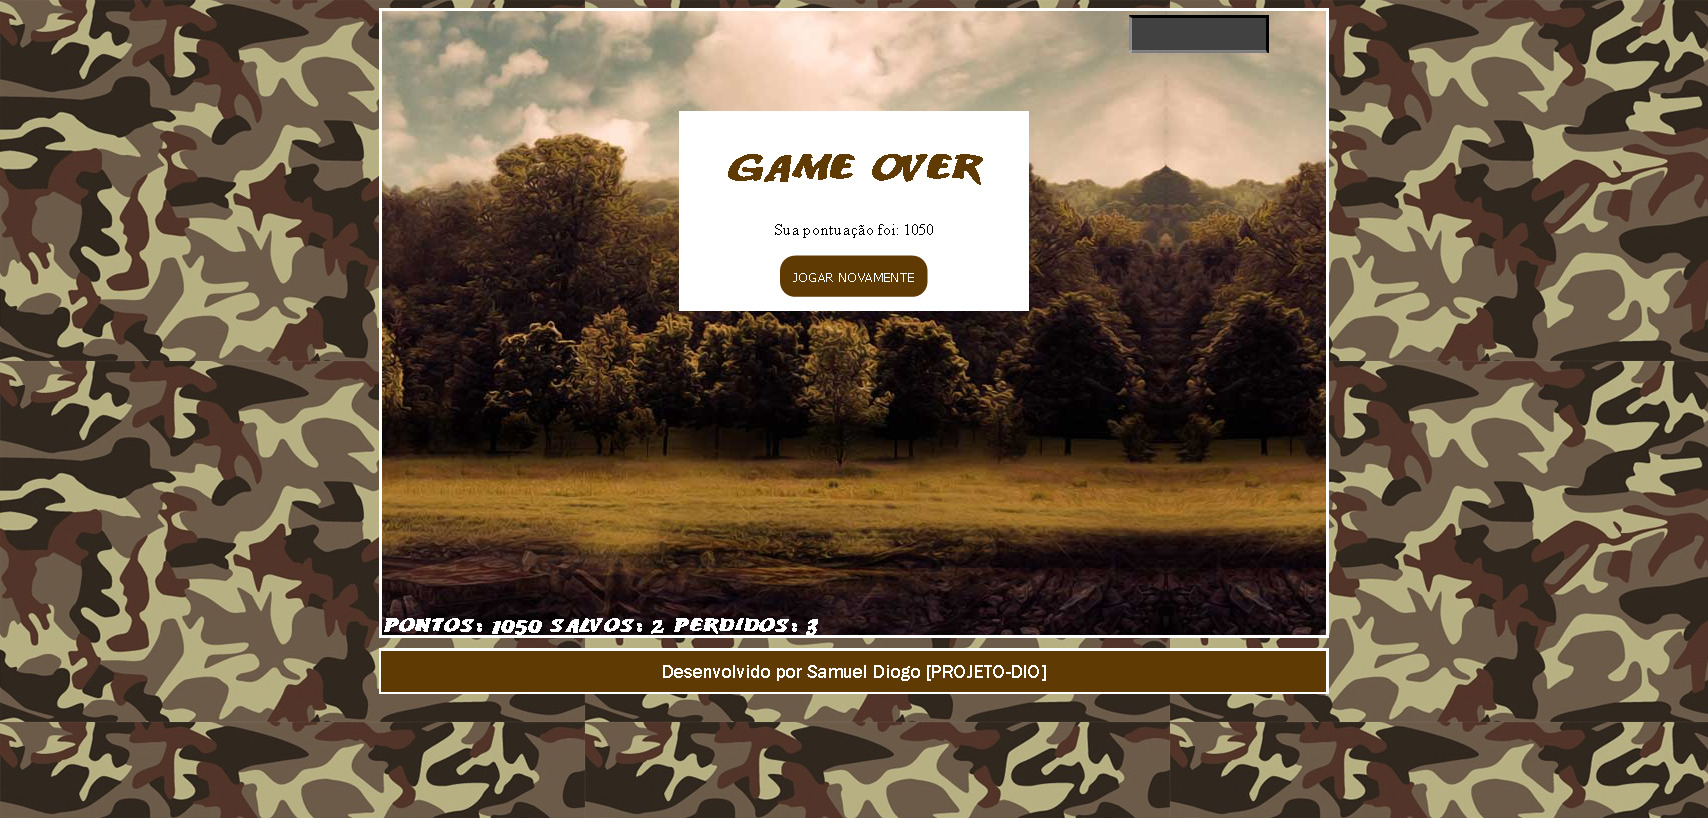 GAME OVER
Sua pontuação foi: 1050
JOGAR NOVAMENTE
PONTOS: 1050 SALVOS: 2 PERDIDOS: 3
Desenvolvido por Samuel Diogo [PROJETO-DIO]